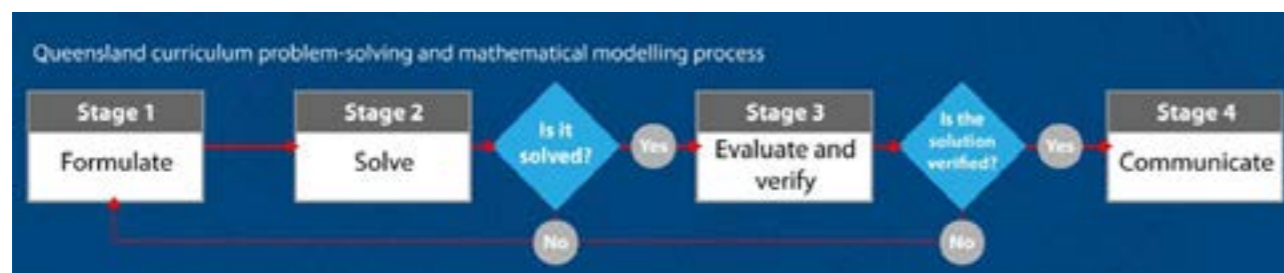 Queensland curriculum problem-solving and mathematical modelling process
Stage 1
Formulate
Stage 2
Solve
Is it
solved?
Yes
No
Stage 3
Evaluate and
verify
Is the
solution
verified?
Yes
No
Stage 4
Communicate